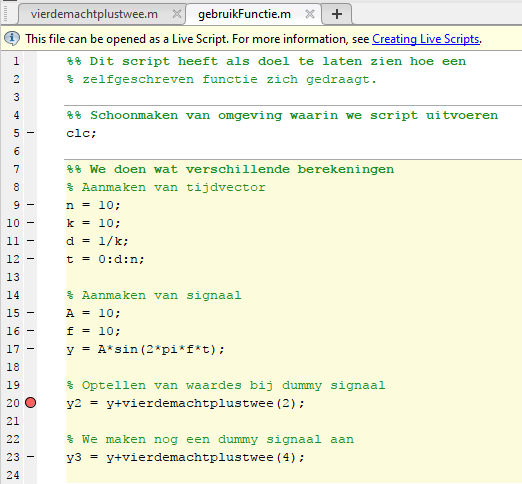 vierdemachtplustwee.m × gebruikFunctie.m × +
This file can be opened as a Live Script. For more information, see Creating Live Scripts.
1 %% Dit script heeft als doel te laten zien hoe een
2 % zelfgeschreven functie zich gedraagt.
3
4 %% Schoonmaken van omgeving waarin we script uitvoeren
5 – clc;
6
7 %% We doen wat verschillende berekeningen
8 % Aanmaken van tijdvector
9 – n = 10;
10 – k = 10;
11 – d = 1/k;
12 – t = 0:d:n;
13
14 % Aanmaken van signaal
15 – A = 10;
16 – f = 10;
17 – y = A*sin(2*pi*f*t);
18
19 % Optellen van waardes bij dummy signaal
20 y2 = y+vierdemachtplustwee(2);
21
22 % We maken nog een dummy signaal aan
23 – y3 = y+vierdemachtplustwee(4);
24